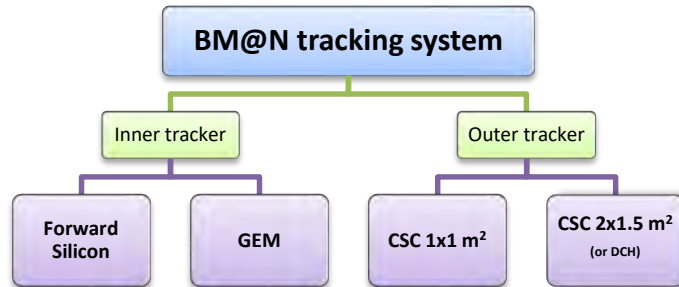 BM@N tracking system
Inner tracker
Outer tracker
Forward
Silicon
GEM
CSC 1x1 m²
CSC 2x1.5 m²
(or DCH)